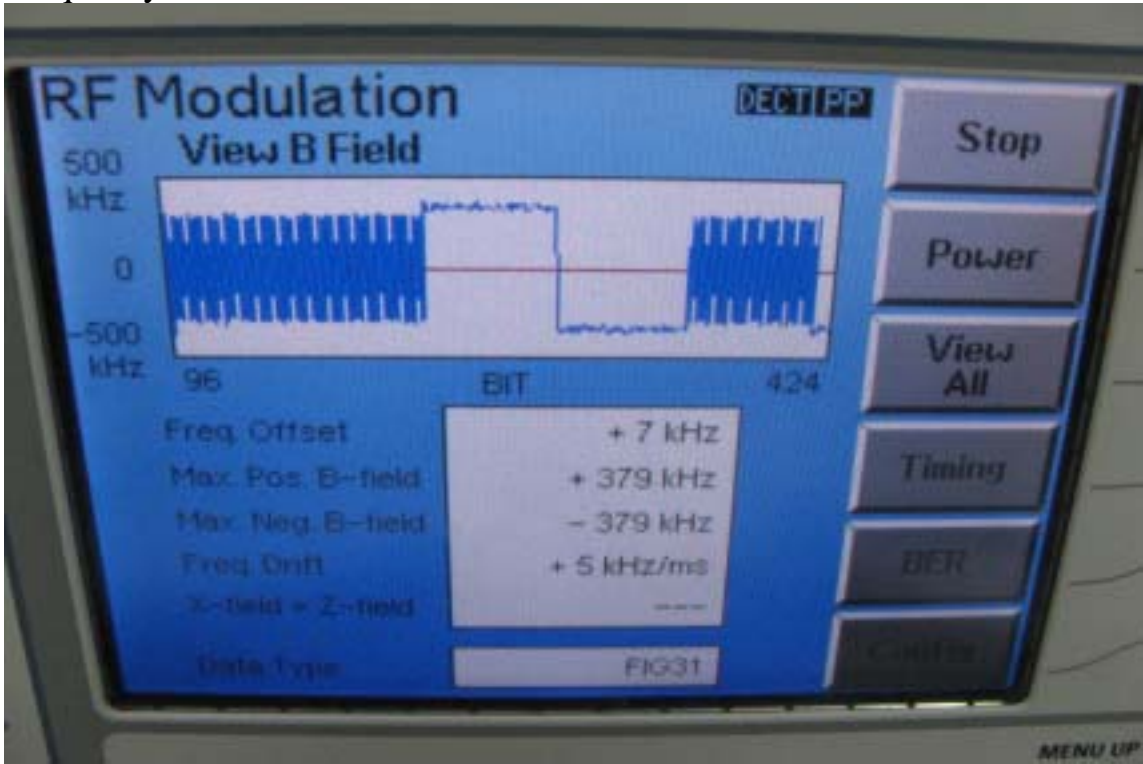 RF Modulation
DECT PP
View B Field
500
kHz
0
-500
kHz
96
BIT
424
Freq. Offset
+ 7 kHz
Max. Pos. B-field
+ 379 kHz
Max. Neg. B-field
- 379 kHz
Freq. Drift
+ 5 kHz/ms
X-field = Z-field
----
Data Type
FIG31
Stop
Power
View
All
Timing
BER
MENU UP